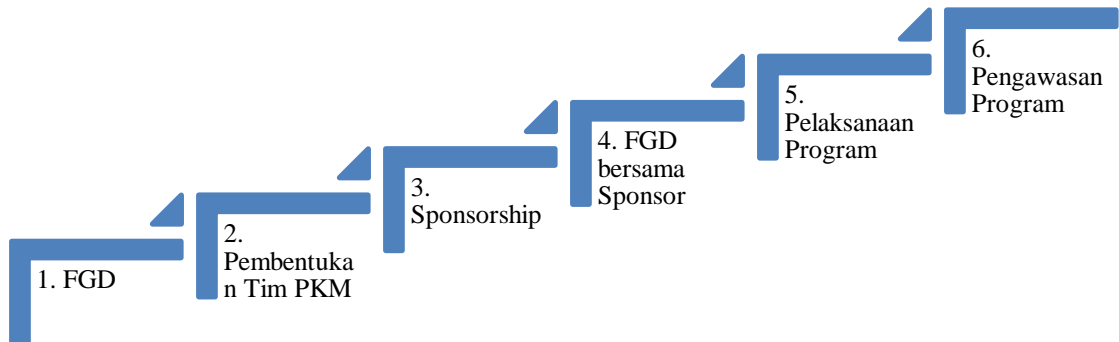 1. FGD
2.
Pembentuka
n Tim PKM
3.
Sponsorship
4. FGD
bersama
Sponsor
5.
Pelaksanaan
Program
6.
Pengawasan
Program